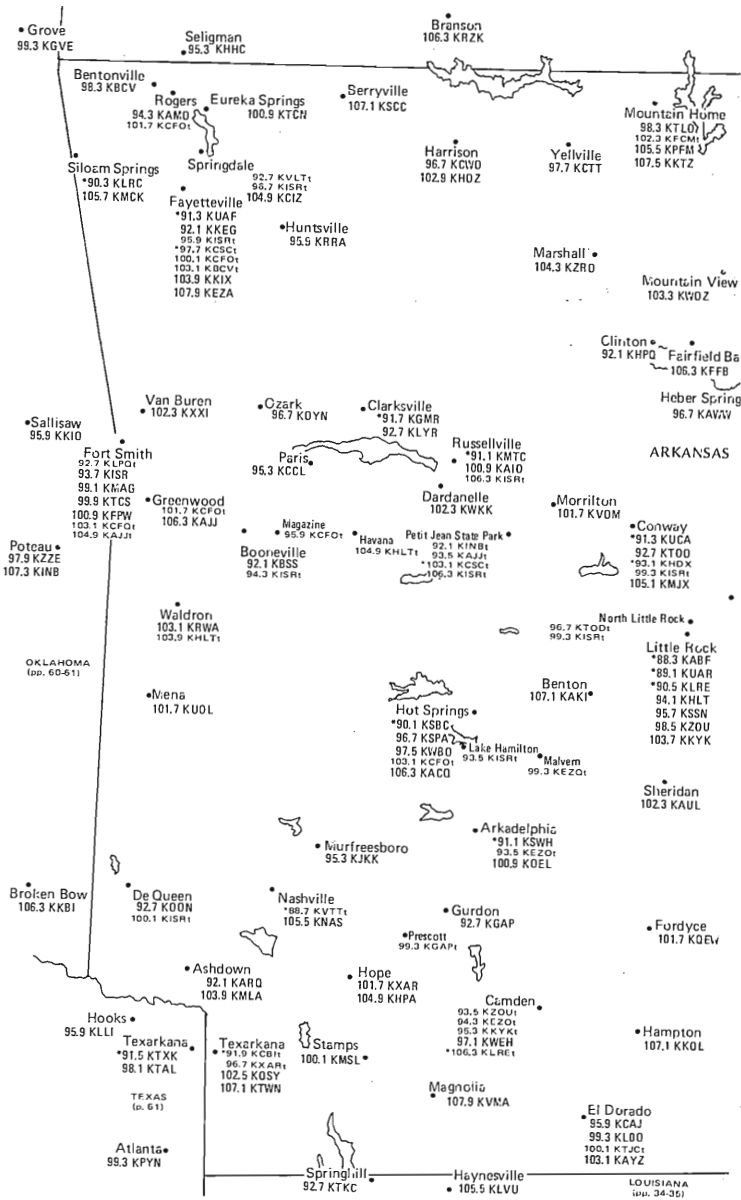 Grove
99.3 KGVE
Seligman
95.3 KHHC
Branson
106.3 KRZK
Bentonville
98.3 KBCV
Rogers
94.3 KAMO
101.7 KCFOt
Eureka Springs
100.9 KTCN
Berryville
107.1 KSCC
Mountain Home
98.3 KTLO
102.3 KFCMt
105.5 KPFM
107.5 KKTZ
Harrison
96.7 KCWD
102.9 KHOZ
Yellville
97.7 KCTT
Siloam Springs
*90.3 KLRC
105.7 KMCK
Springdale
92.7 KVLTt
96.7 KISRt
104.9 KCIZ
Fayetteville
*91.3 KUAF
92.1 KKEG
95.9 KISRt
*97.7 KCSCt
100.1 KCFOt
103.1 KBCVt
103.9 KKIX
107.9 KEZA
Huntsville
95.9 KRRA
Marshall
104.3 KZRO
Mountain View
103.3 KWOZ
Clinton
92.1 KHPQ
Fairfield Ba
106.3 KFFB
Heber Spring
96.7 KAWW
Van Buren
102.3 KXXI
Ozark
96.7 KDYN
Clarksville
*91.7 KGMR
92.7 KLYR
Sallisaw
95.9 KKID
Fort Smith
92.7 KLPQt
93.7 KISR
99.1 KMAG
99.9 KTCS
100.9 KFPW
103.1 KCFOt
104.9 KAJJt
Paris
95.3 KCCL
Russellville
*91.1 KMTC
100.9 KAIO
106.3 KISRt
ARKANSAS
Dardanelle
102.3 KWKK
Greenwood
101.7 KCFOt
106.3 KAJJ
Morrilton
101.7 KVOM
Poteau
97.9 KZZE
107.3 KINB
Booneville
92.1 KBSS
94.3 KISRt
Magazine
95.9 KCFOt
Havana
104.9 KHLTt
Petit Jean State Park
92.1 KINBt
93.5 KAJJt
*103.1 KCSCt
106.3 KISRt
Conway
*91.3 KUCA
92.7 KTOO
*93.1 KHDX
99.3 KISRt
105.1 KMJX
Waldron
103.1 KRWA
103.9 KHLTt
North Little Rock
96.7 KTODt
99.3 KISRt
Little Rock
*88.3 KABF
*89.1 KUAR
*90.5 KLRE
94.1 KHLT
95.7 KSSN
98.5 KZOU
103.7 KKYK
OKLAHOMA
(pp. 60-61)
Mena
101.7 KUOL
Benton
107.1 KAKI
Hot Springs
*90.1 KSBC
96.7 KSPA
97.5 KWBO
103.1 KCFOt
106.3 KACQ
Lake Hamilton
93.5 KISRt
Malvern
99.3 KEZQt
Sheridan
102.3 KAUL
Murfreesboro
95.3 KJKK
Arkadelphia
*91.1 KSWH
93.5 KEZQt
100.9 KOEL
Broken Bow
106.3 KKBI
De Queen
92.7 KOON
100.1 KISRt
Nashville
*88.7 KVTTt
105.5 KNAS
Gurdon
92.7 KGAP
Prescott
99.3 KGAPt
Fordyce
101.7 KQEW
Ashdown
92.1 KARQ
103.9 KMLA
Hope
101.7 KXAR
104.9 KHPA
Camden
93.5 KZOUt
94.3 KEZQt
95.3 KKYKt
97.1 KWEH
*106.3 KLREt
Hooks
95.9 KLLI
Hampton
107.1 KKOL
Texarkana
*91.5 KTXK
98.1 KTAL
Texarkana
*91.9 KCBIt
96.7 KXARt
102.5 KOSY
107.1 KTWN
Stamps
100.1 KMSL
TEXAS
(p. 61)
Magnolia
107.9 KVMA
El Dorado
95.9 KCAJ
99.3 KLDO
100.1 KTJCt
103.1 KAYZ
Atlanta
99.3 KPYN
Springhill
92.7 KTKC
Haynesville
105.5 KLVU
LOUISIANA
(pp. 34-35)